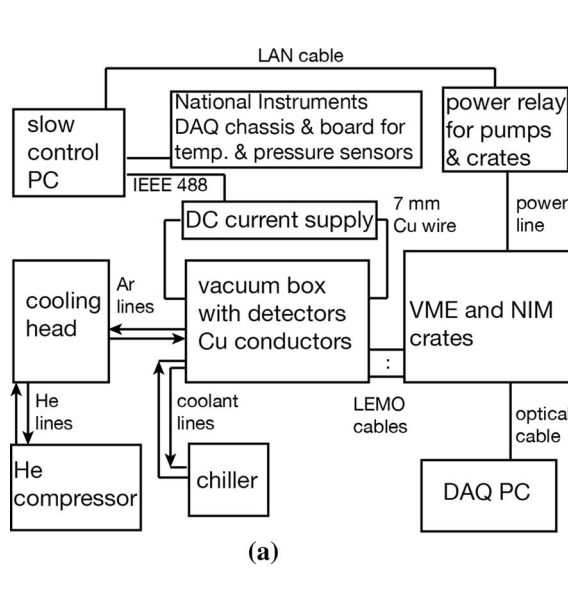 LAN cable
slow
control
PC
National Instruments
DAQ chassis & board for
temp. & pressure sensors
power relay
for pumps
& crates
IEEE 488
DC current supply
7 mm
Cu wire
power
line
cooling
head
Ar
lines
vacuum box
with detectors
Cu conductors
VME and NIM
crates
:
He
lines
coolant
lines
LEMO
cables
optical
cable
He
compressor
chiller
DAQ PC
(a)